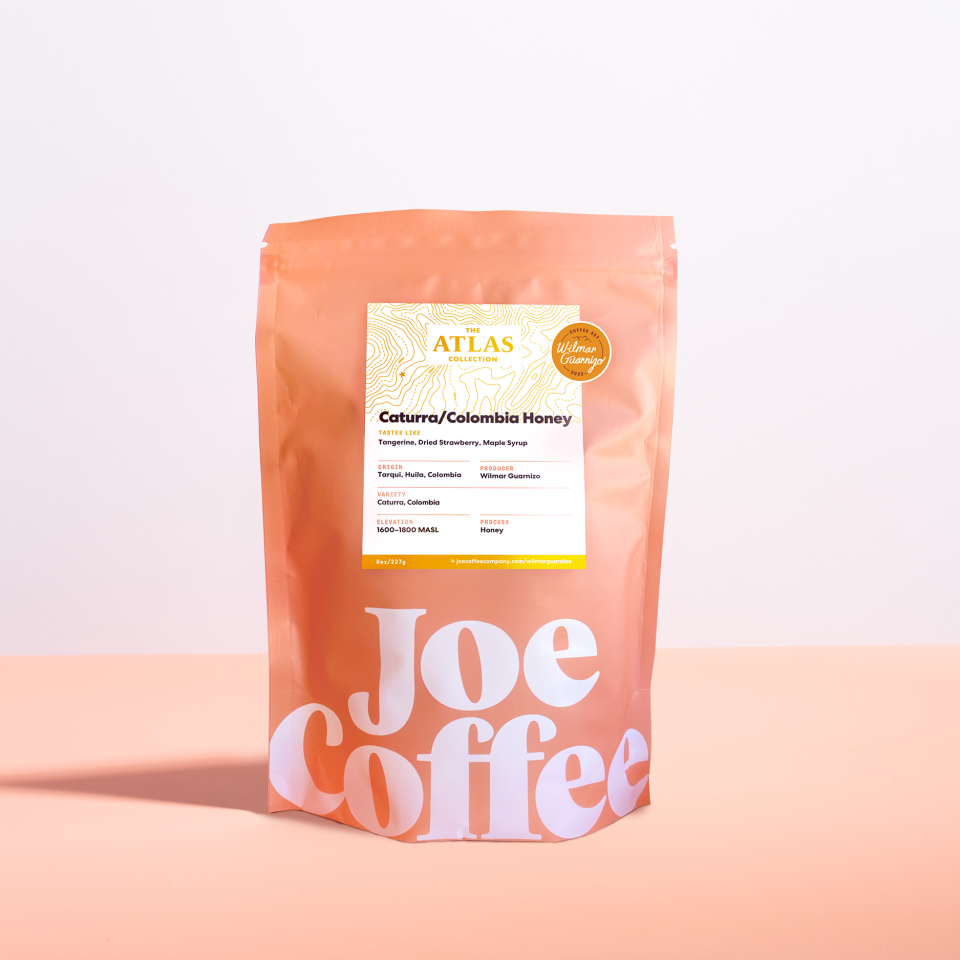 THE
ATLAS
COLLECTION
COFFEE SET
Wilmar
Guarnizo
Caturra/Colombia Honey
TASTES LIKE
Tangerine, Dried Strawberry, Maple Syrup
ORIGIN
Tarqui, Huila, Colombia
PRODUCER
Wilmar Guarnizo
VARIETY
Caturra, Colombia
ELEVATION
1600–1800 MASL
PROCESS
Honey
8oz/227g
→ joecoffeecompany.com/wilmarguarnizo
Joe
Coffee